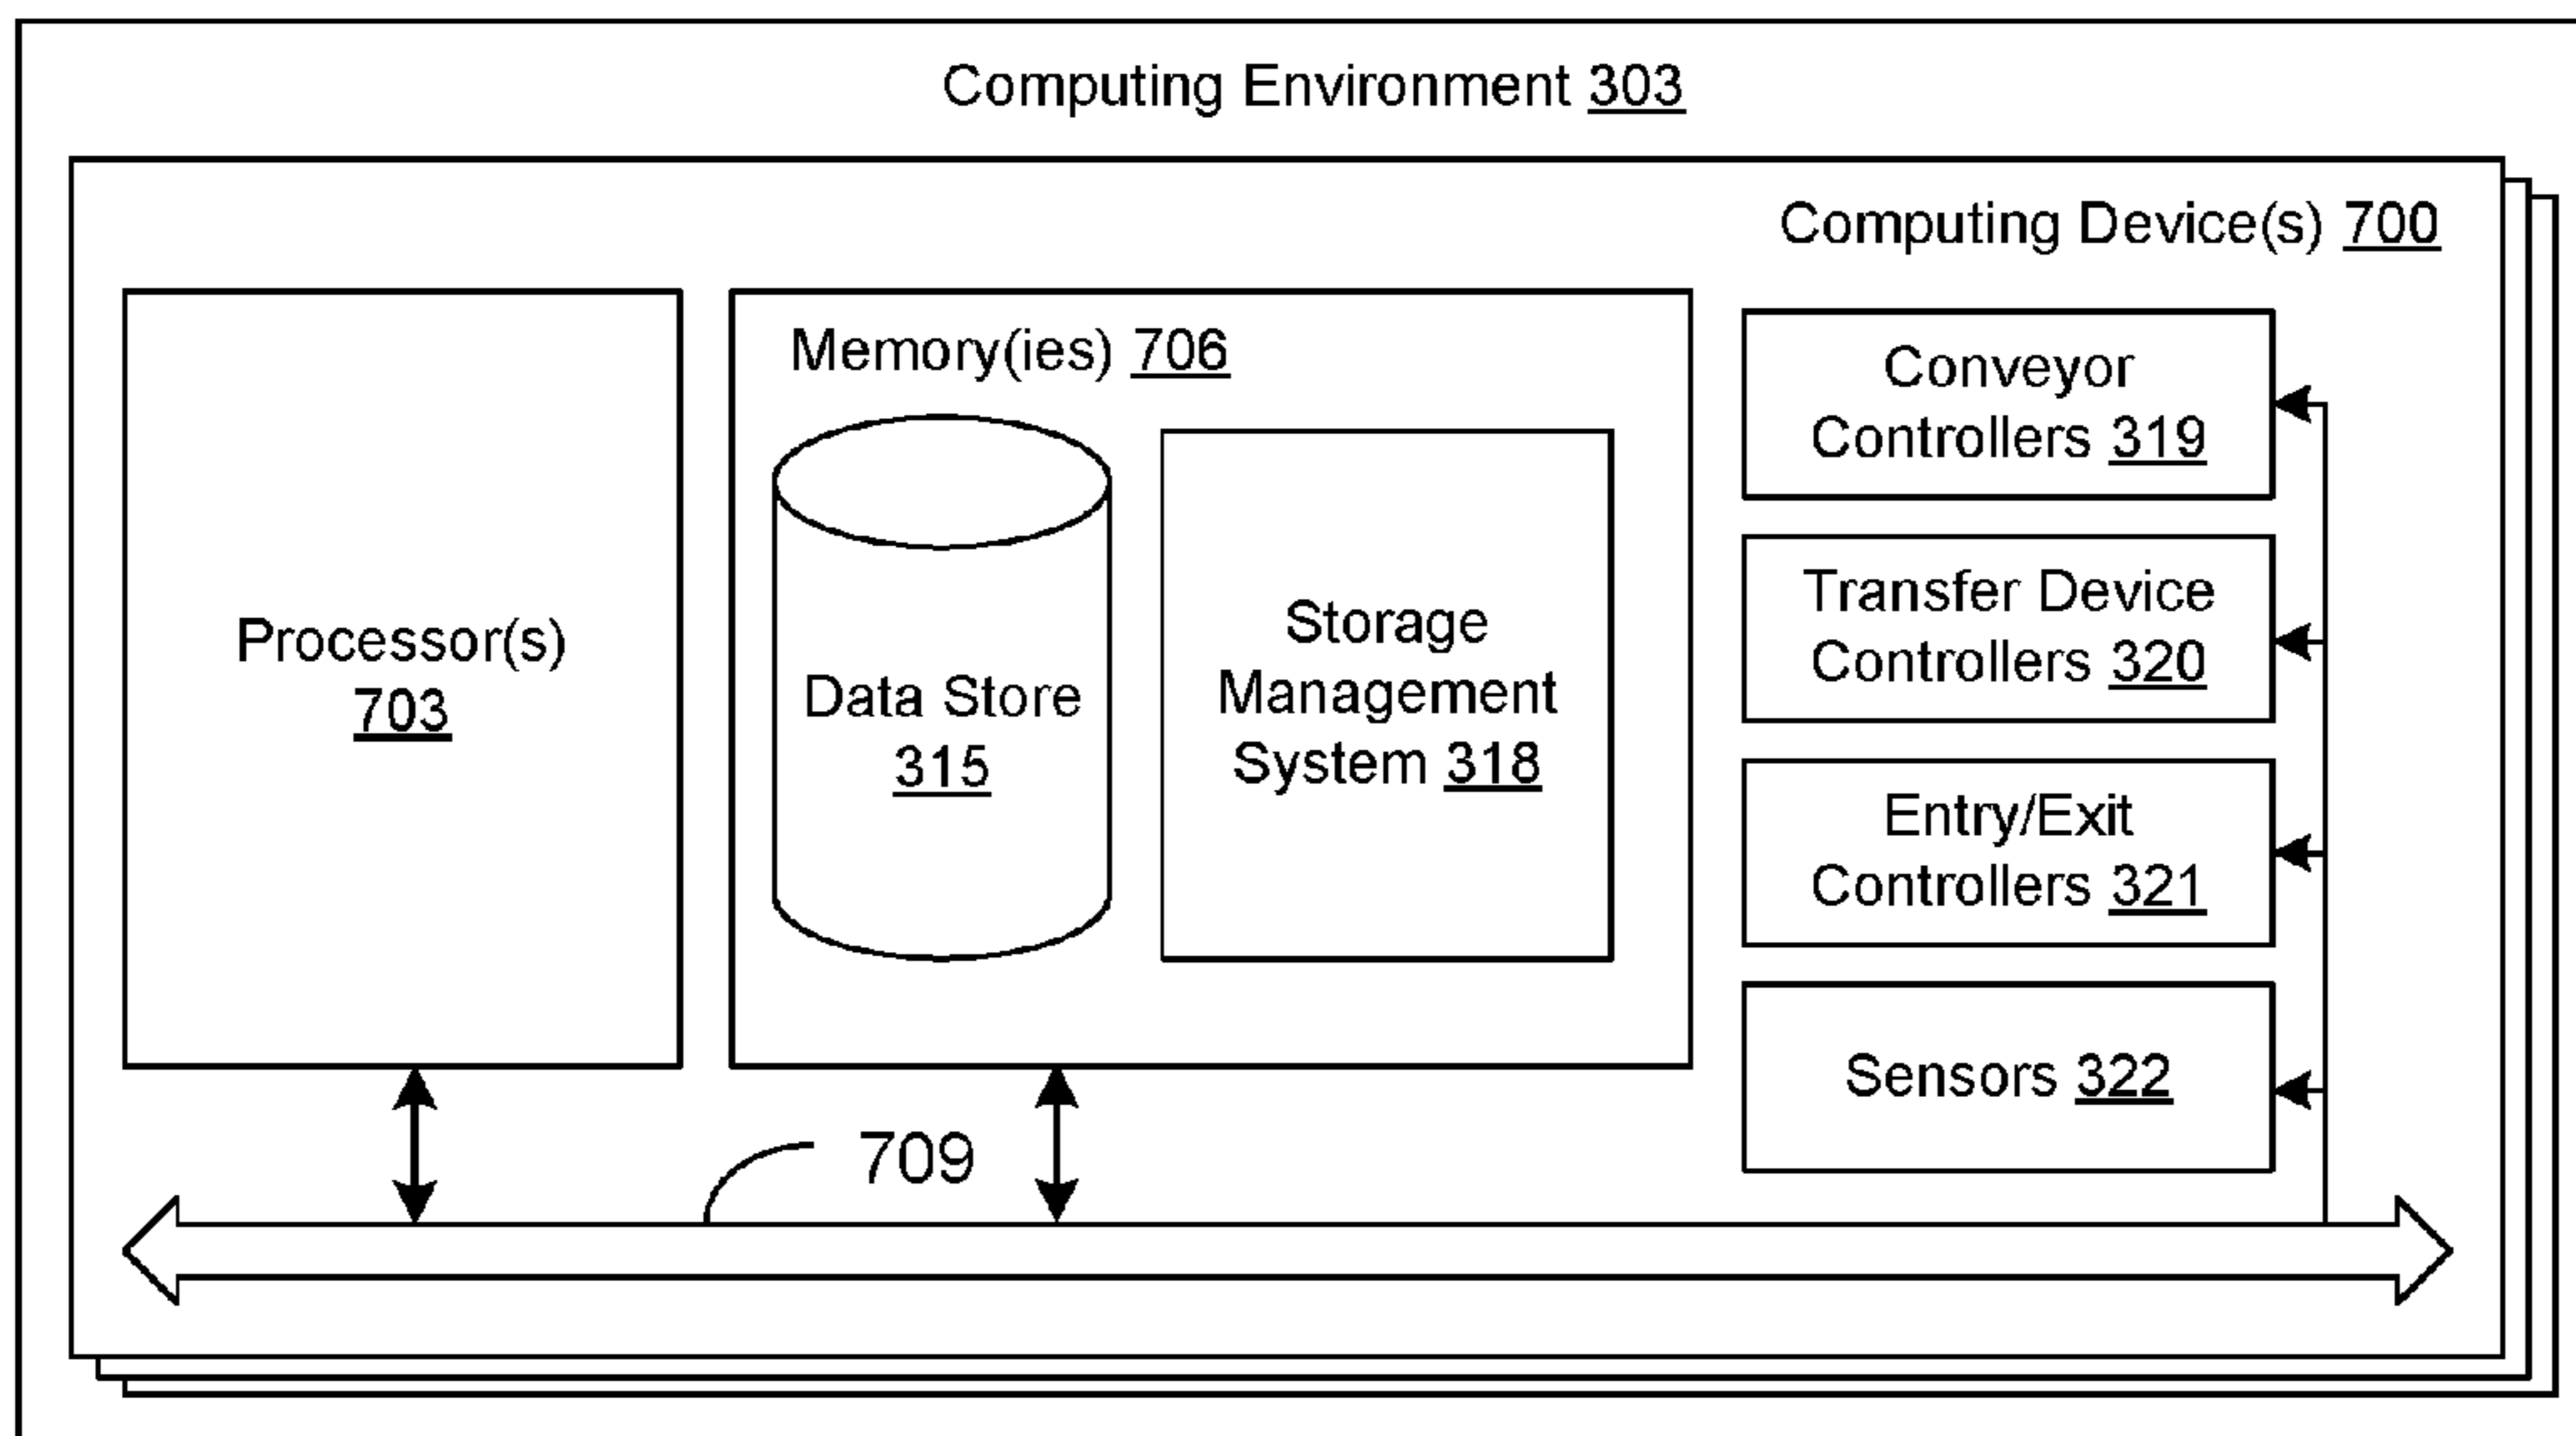 Computing Environment 303
Computing Device(s) 700
Processor(s)
703
Memory(ies) 706
Data Store
315
Storage
Management
System 318
Conveyor
Controllers 319
Transfer Device
Controllers 320
Entry/Exit
Controllers 321
Sensors 322
709